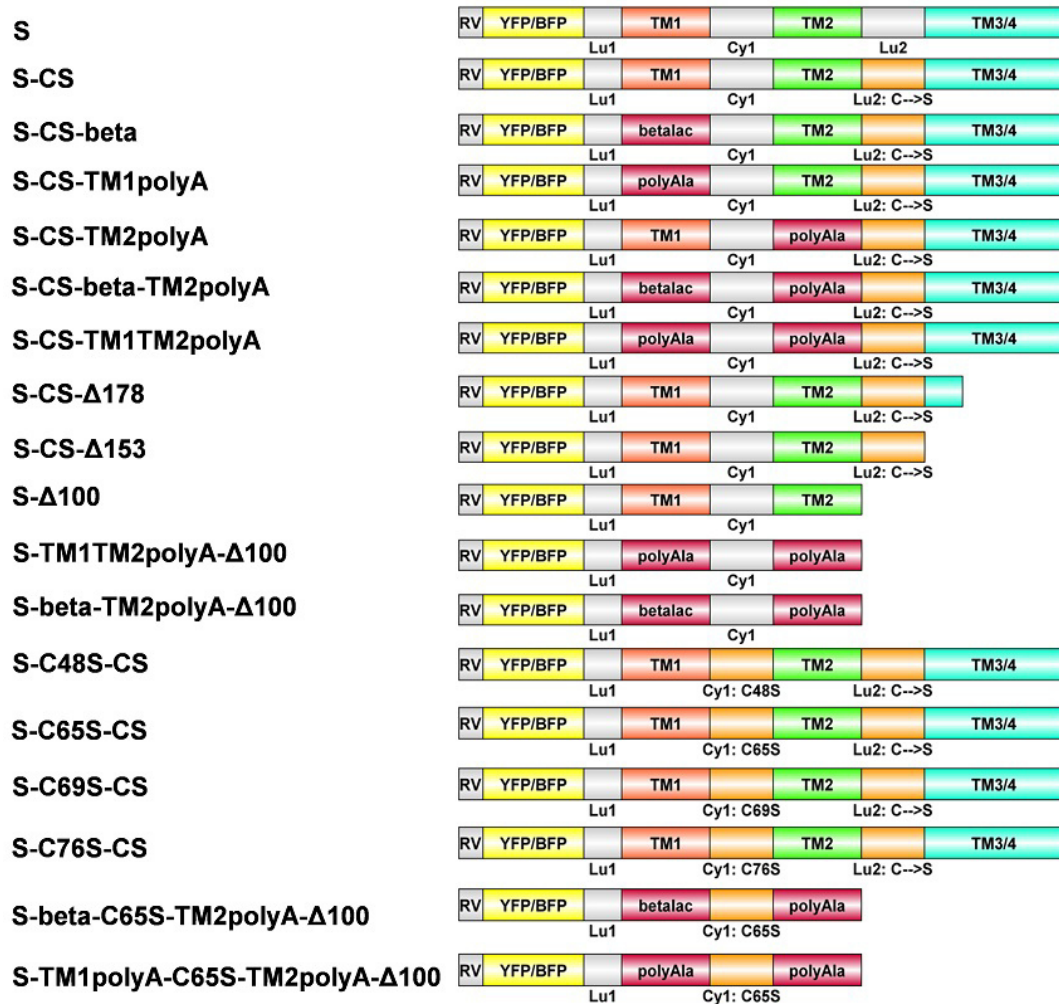 S RV YFP/BFP TM1 TM2 TM3/4
Lu1 Cy1 Lu2
S-CS RV YFP/BFP TM1 TM2 TM3/4
Lu1 Cy1 Lu2: C-->S
S-CS-beta RV YFP/BFP betalac TM2 TM3/4
Lu1 Cy1 Lu2: C-->S
S-CS-TM1polyA RV YFP/BFP polyAla TM2 TM3/4
Lu1 Cy1 Lu2: C-->S
S-CS-TM2polyA RV YFP/BFP TM1 polyAla TM3/4
Lu1 Cy1 Lu2: C-->S
S-CS-beta-TM2polyA RV YFP/BFP betalac polyAla TM3/4
Lu1 Cy1 Lu2: C-->S
S-CS-TM1TM2polyA RV YFP/BFP polyAla polyAla TM3/4
Lu1 Cy1 Lu2: C-->S
S-CS-Δ178 RV YFP/BFP TM1 TM2
Lu1 Cy1 Lu2: C-->S
S-CS-Δ153 RV YFP/BFP TM1 TM2
Lu1 Cy1 Lu2: C-->S
S-Δ100 RV YFP/BFP TM1 TM2
Lu1 Cy1
S-TM1TM2polyA-Δ100 RV YFP/BFP polyAla polyAla
Lu1 Cy1
S-beta-TM2polyA-Δ100 RV YFP/BFP betalac polyAla
Lu1 Cy1
S-C48S-CS RV YFP/BFP TM1 TM2 TM3/4
Lu1 Cy1: C48S Lu2: C-->S
S-C65S-CS RV YFP/BFP TM1 TM2 TM3/4
Lu1 Cy1: C65S Lu2: C-->S
S-C69S-CS RV YFP/BFP TM1 TM2 TM3/4
Lu1 Cy1: C69S Lu2: C-->S
S-C76S-CS RV YFP/BFP TM1 TM2 TM3/4
Lu1 Cy1: C76S Lu2: C-->S
S-beta-C65S-TM2polyA-Δ100 RV YFP/BFP betalac polyAla
Lu1 Cy1: C65S
S-TM1polyA-C65S-TM2polyA-Δ100 RV YFP/BFP polyAla polyAla
Lu1 Cy1: C65S